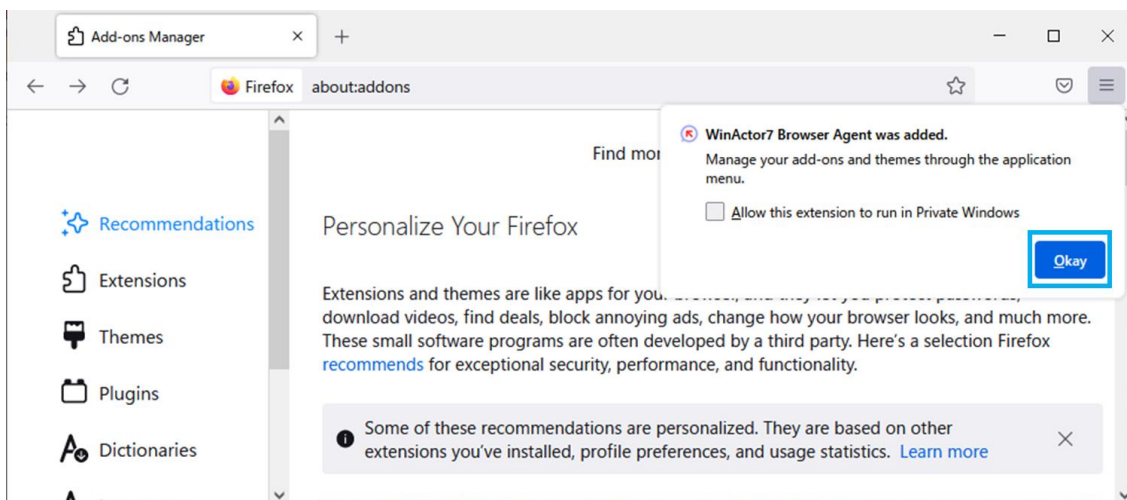 Add-ons Manager
Firefox about:addons
WinActor7 Browser Agent was added.
Manage your add-ons and themes through the application
menu.
Allow this extension to run in Private Windows
Okay
Find
Recommendations
Extensions
Themes
Plugins
Dictionaries
Personalize Your Firefox
Extensions and themes are like apps for
download videos, find deals, block annoying ads, change how your browser looks, and much more.
These small software programs are often developed by a third party. Here’s a selection Firefox
recommends for exceptional security, performance, and functionality.
Some of these recommendations are personalized. They are based on other
extensions you’ve installed, profile preferences, and usage statistics. Learn more